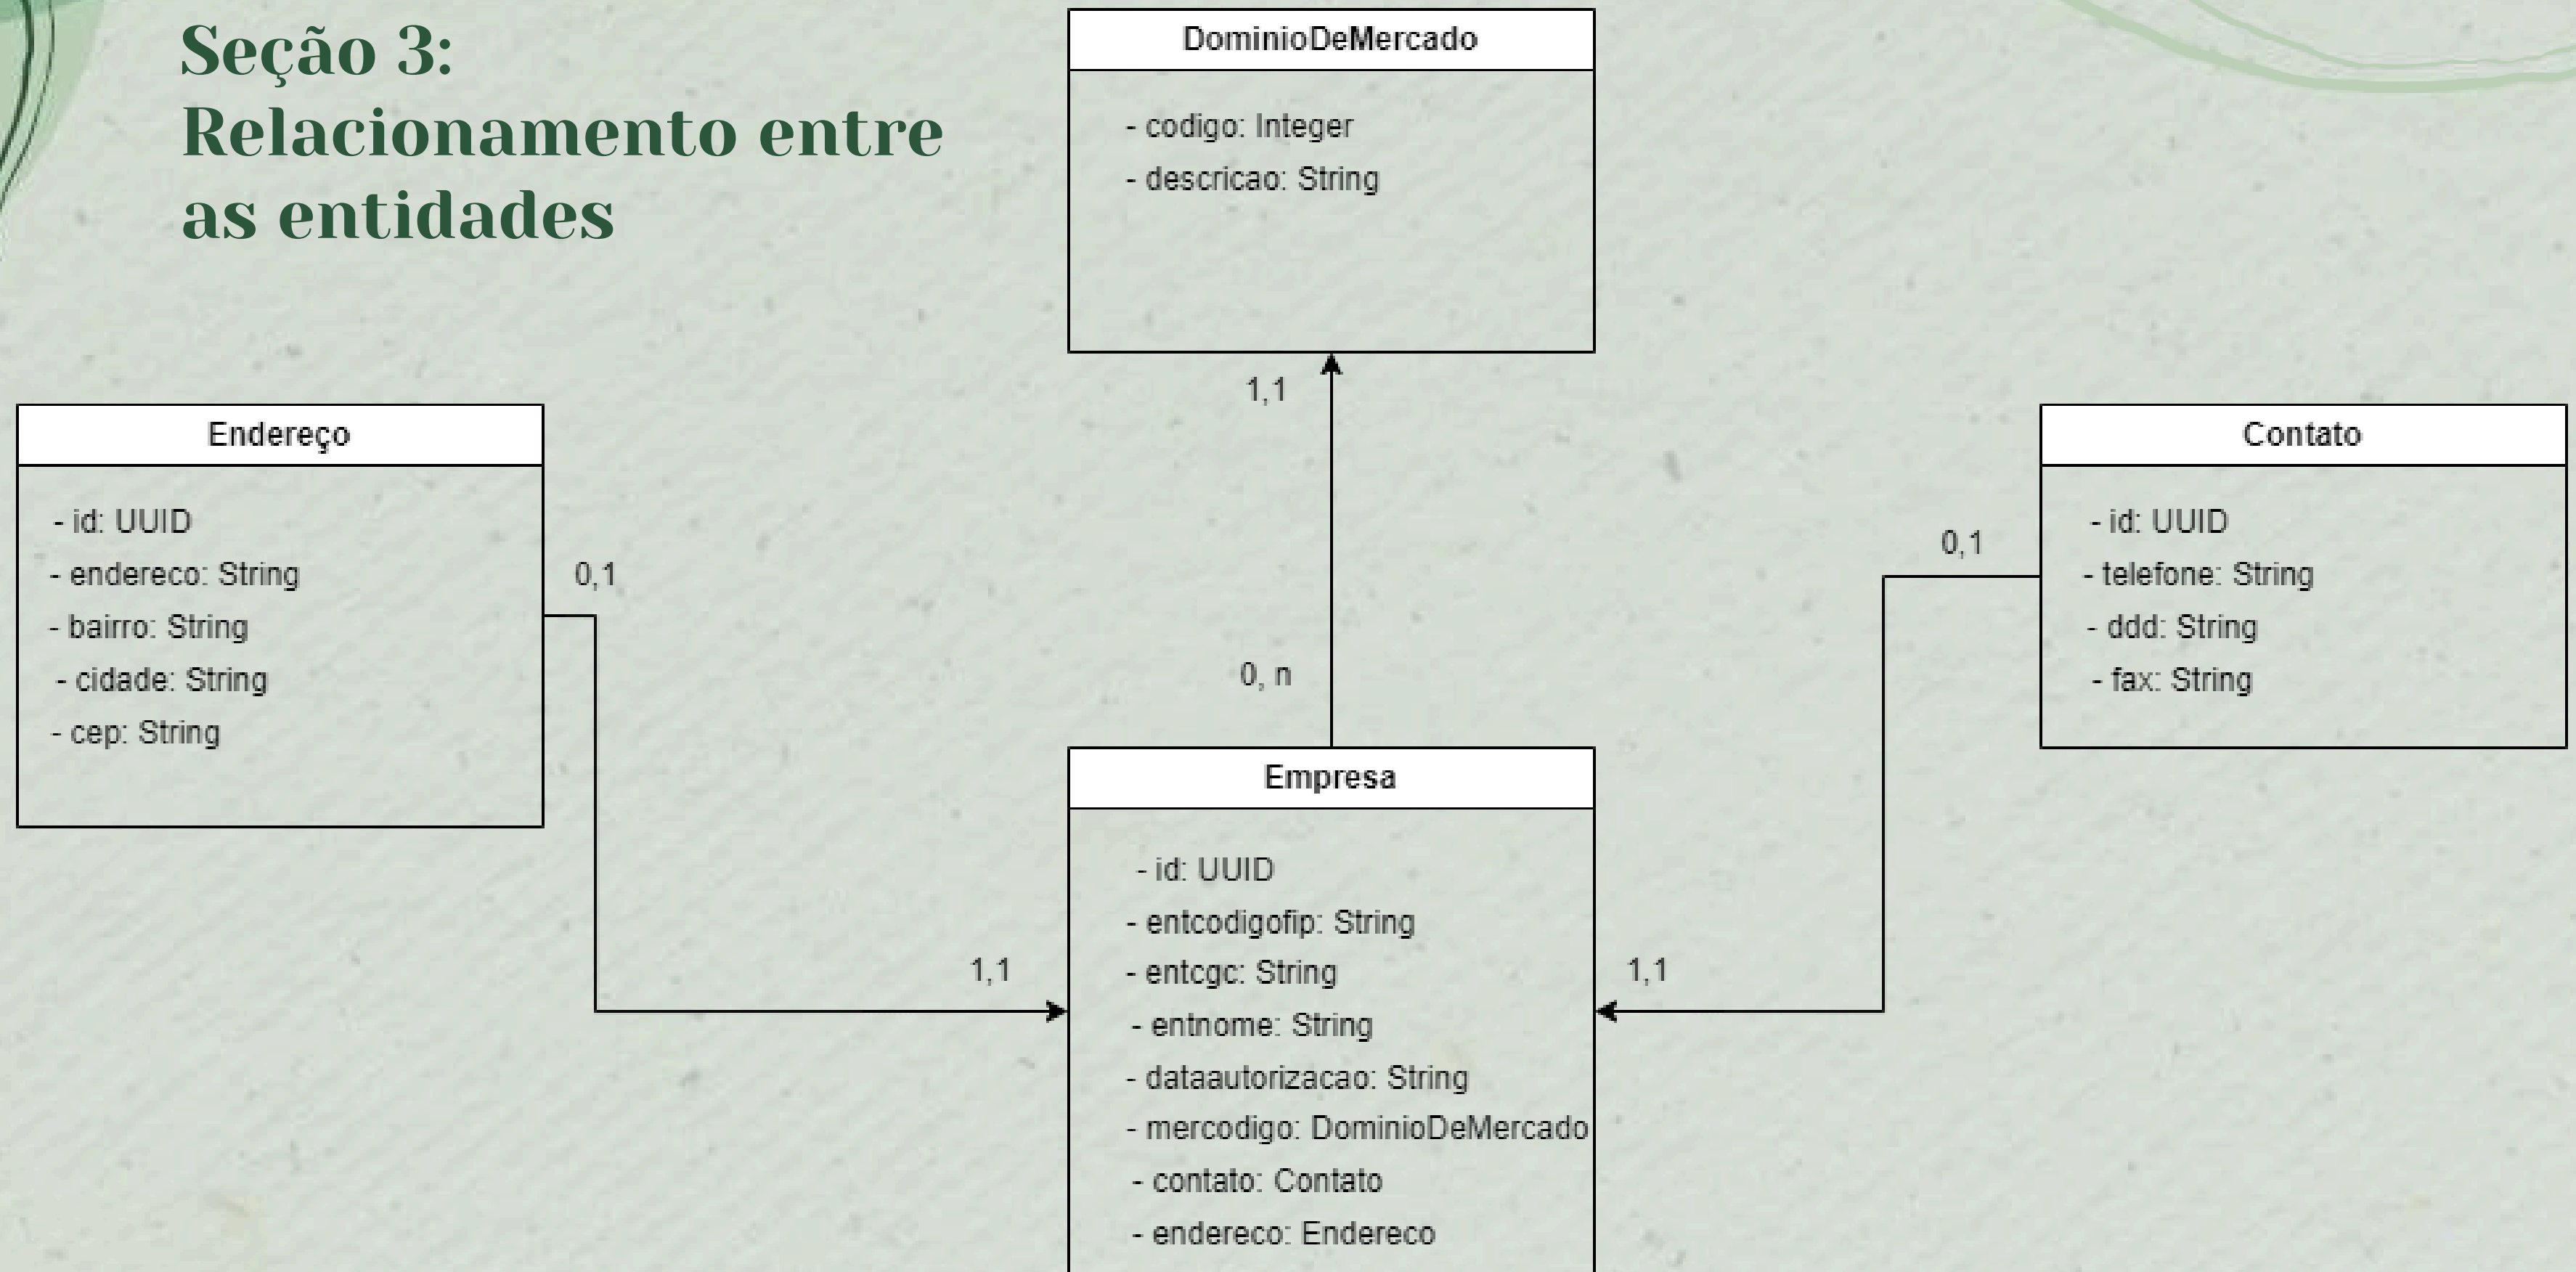 Seção 3:
Relacionamento entre
as entidades
DominioDeMercado
- codigo: Integer
- descricao: String
1,1
0, n
Endereço
- id: UUID
- endereco: String
- bairro: String
- cidade: String
- cep: String
0,1
1,1
Contato
- id: UUID
- telefone: String
- ddd: String
- fax: String
0,1
1,1
Empresa
- id: UUID
- entcodigofip: String
- entcgc: String
- entnome: String
- dataautorizacao: String
- mercodigo: DominioDeMercado
- contato: Contato
- endereco: Endereco